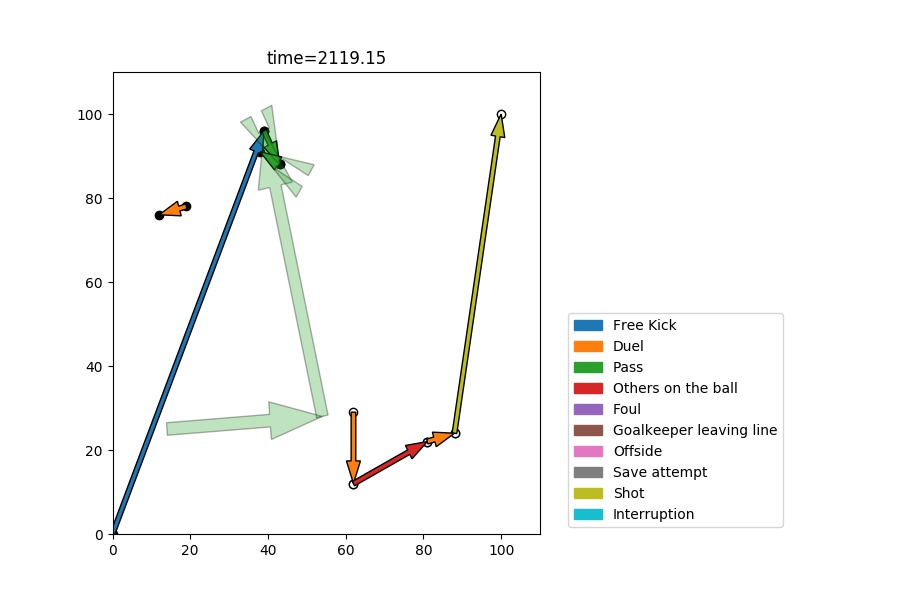 time=2119.15
100
80
60
40
20
0
0 20 40 60 80 100
Free Kick
Duel
Pass
Others on the ball
Foul
Goalkeeper leaving line
Offside
Save attempt
Shot
Interruption